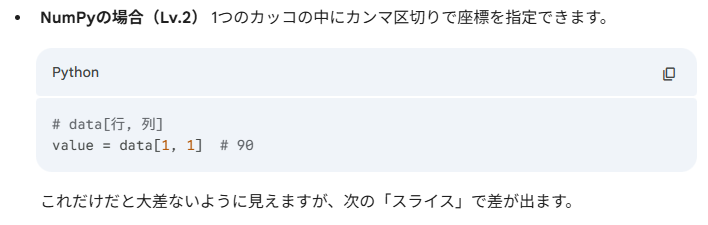 • NumPyの場合（Lv.2） 1つのカッコの中にカンマ区切りで座標を指定できます。
Python
# data[行, 列]
value = data[1, 1]  # 90
これだけだと大差ないように見えますが、次の「スライス」で差が出ます。